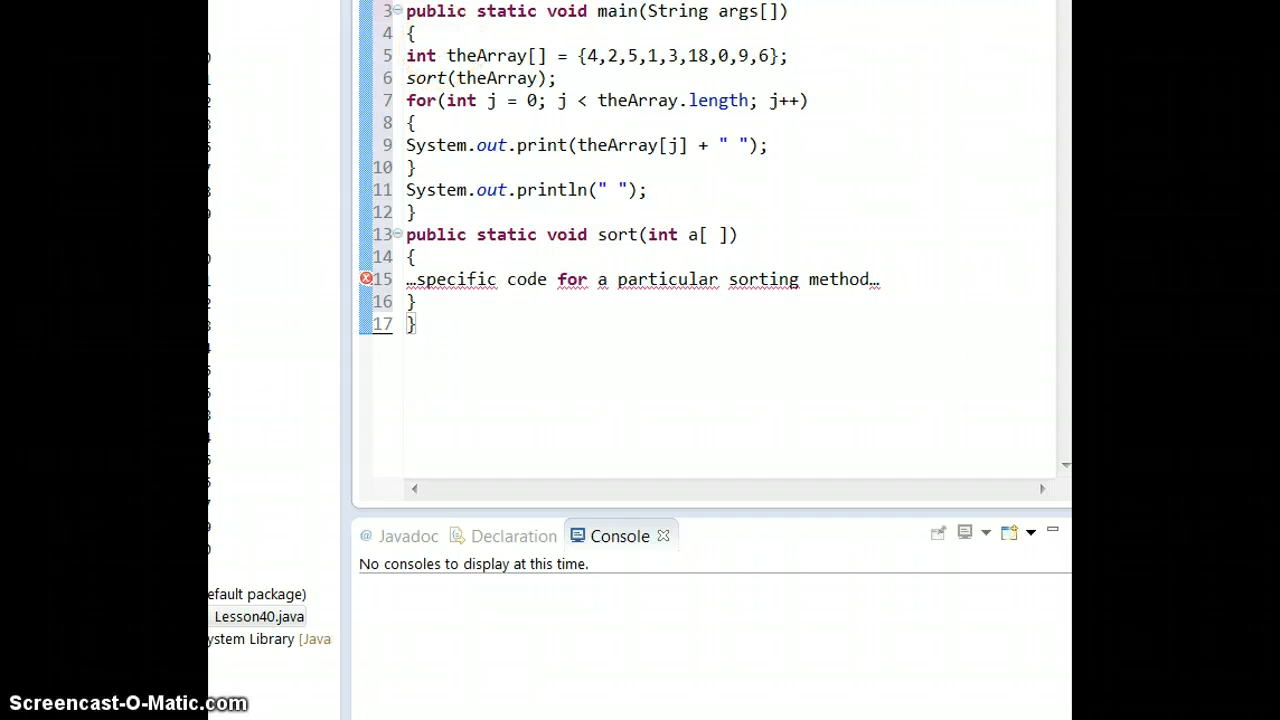 3 public static void main(String args[])
4 {
5 int theArray[] = {4,2,5,1,3,18,0,9,6};
6 sort(theArray);
7 for(int j = 0; j < theArray.length; j++)
8 {
9 System.out.print(theArray[j] + " ");
10 }
11 System.out.println(" ");
12 }
13 public static void sort(int a[ ])
14 {
15 …specific code for a particular sorting method…
16 }
17 }
@ Javadoc Declaration Console
No consoles to display at this time.
efault package)
Lesson40.java
ystem Library [Java
Screencast-O-Matic.com